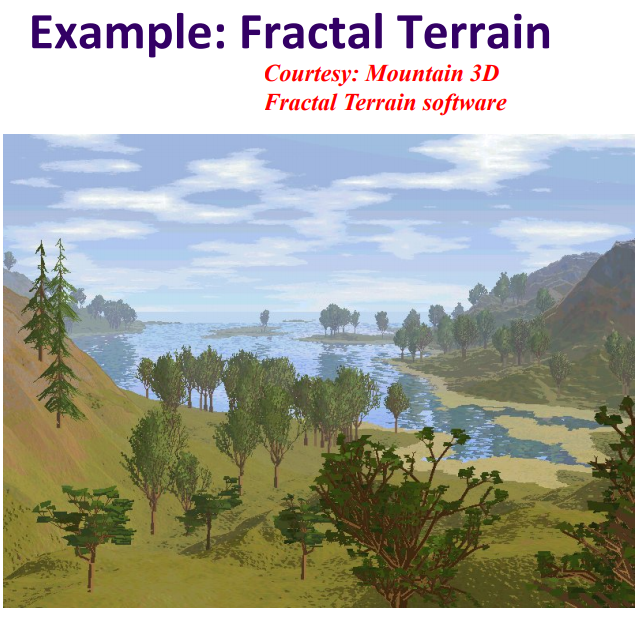 Example: Fractal Terrain
Courtesy: Mountain 3D
Fractal Terrain software